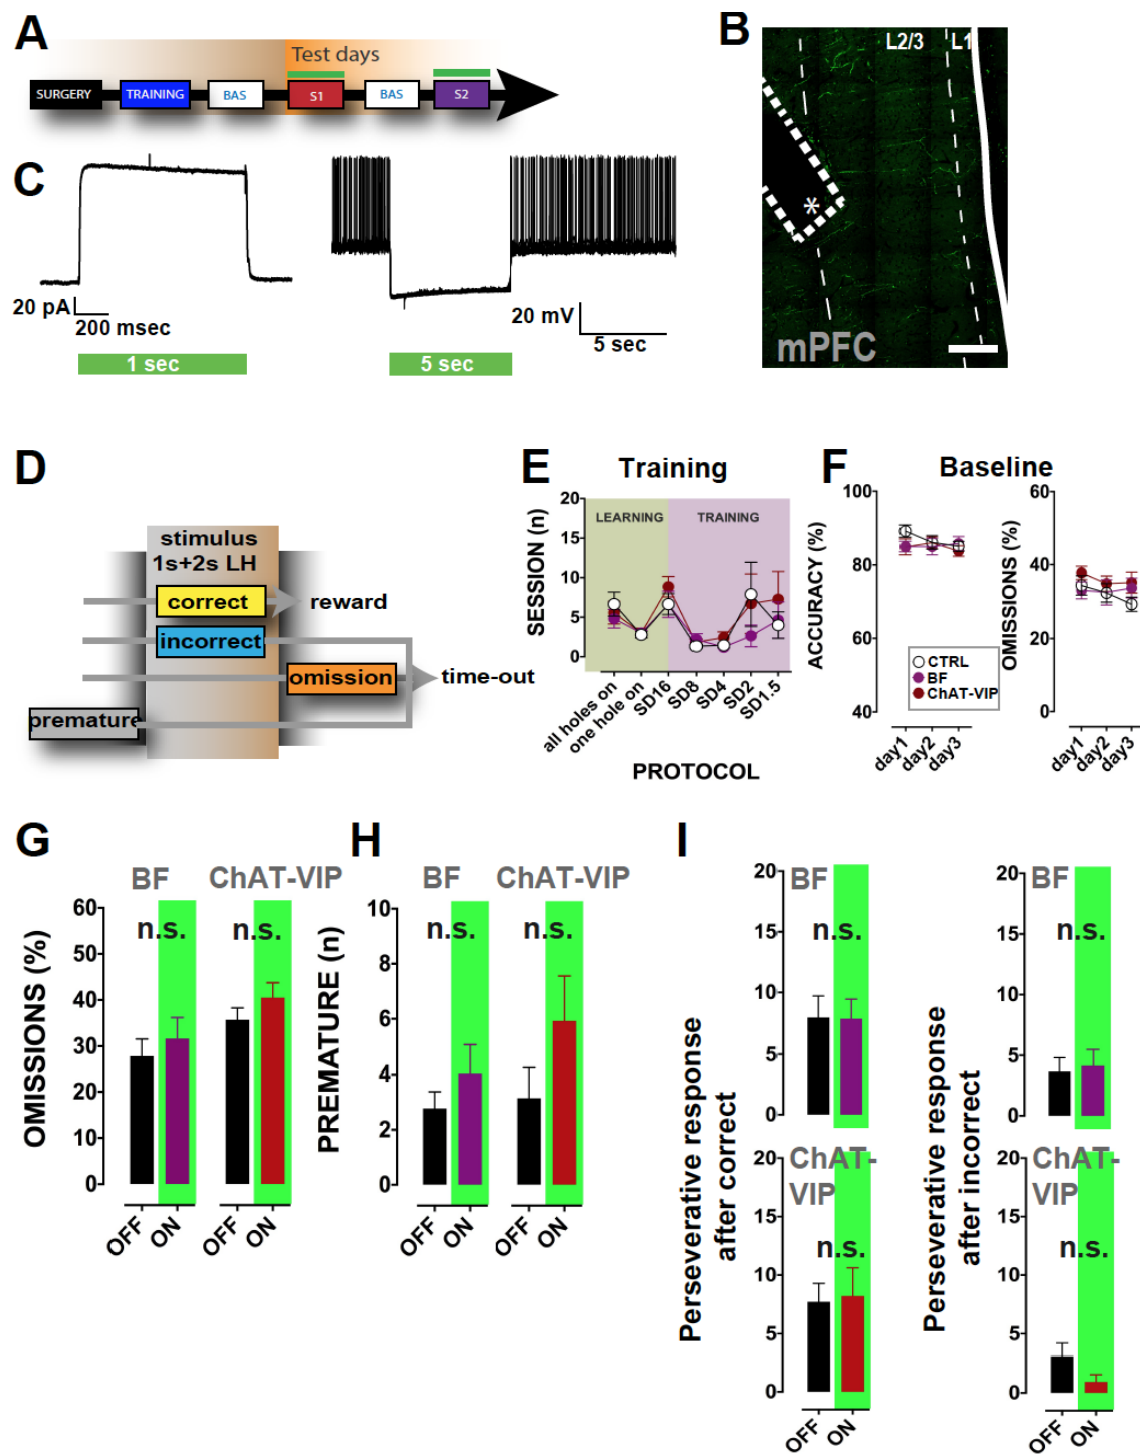 A
Test days
SURGERY
TRAINING
BAS
S1
BAS
S2
B
L2/3
L1
*
mPFC
C
20 pA
200 msec
1 sec
20 mV
5 sec
5 sec
D
stimulus
1s+2s LH
correct
reward
incorrect
omission
time-out
premature
E
Training
SESSION (n)
20
15
10
5
0
LEARNING
TRAINING
all holes on
one hole on
SD16
SD8
SD4
SD2
SD1.5
PROTOCOL
F
Baseline
ACCURACY (%)
100
80
60
40
CTRL
BF
ChAT-VIP
day1
day2
day3
OMISSIONS (%)
60
40
20
0
day1
day2
day3
G
BF
ChAT-VIP
OMISSIONS (%)
60
50
40
30
20
10
0
n.s.
n.s.
OFF
ON
OFF
ON
H
BF
ChAT-VIP
PREMATURE (n)
10
8
6
4
2
0
n.s.
n.s.
OFF
ON
OFF
ON
I
Perseverative response
after correct
20
15
10
5
0
BF
n.s.
20
15
10
5
0
ChAT-
VIP
n.s.
OFF
ON
Perseverative response
after incorrect
20
15
10
5
0
BF
n.s.
20
15
10
5
0
ChAT-
VIP
n.s.
OFF
ON